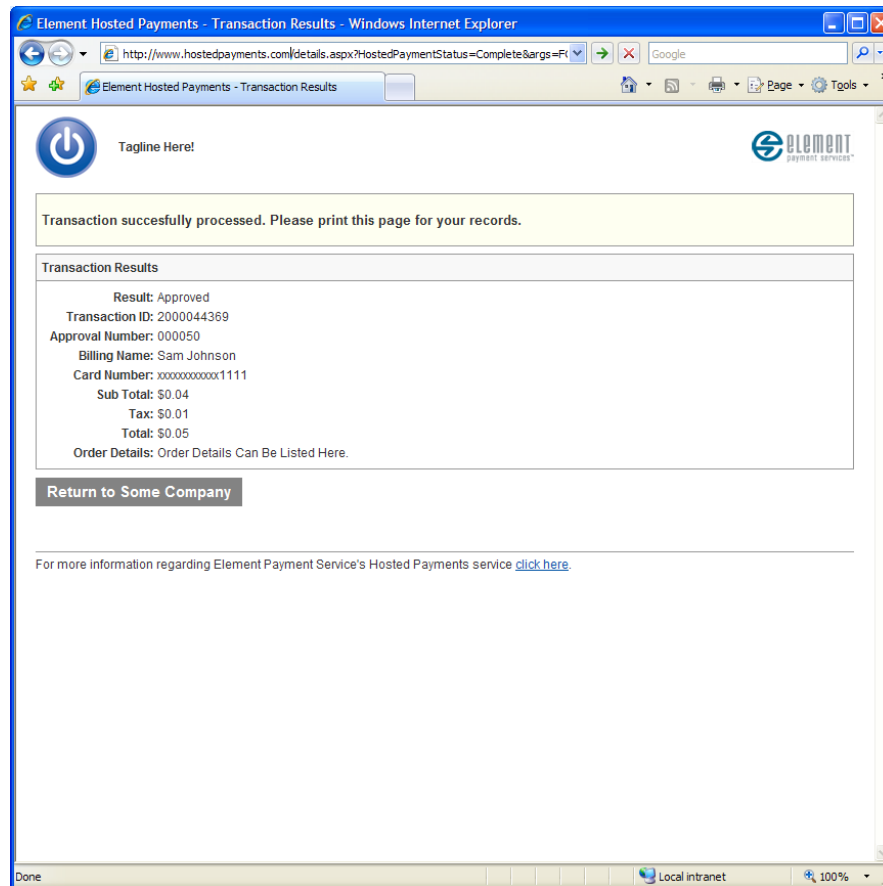 Element Hosted Payments - Transaction Results - Windows Internet Explorer
http://www.hostedpayments.com/details.aspx?HostedPaymentStatus=Complete&args=F
Google
Element Hosted Payments - Transaction Results
Page
Tools
Tagline Here!
element
payment services
Transaction succesfully processed. Please print this page for your records.
Transaction Results
Result: Approved
Transaction ID: 2000044369
Approval Number: 000050
Billing Name: Sam Johnson
Card Number: xxxxxxxxxxxx1111
Sub Total: $0.04
Tax: $0.01
Total: $0.05
Order Details: Order Details Can Be Listed Here.
Return to Some Company
For more information regarding Element Payment Service's Hosted Payments service click here.
Done
Local intranet
100%